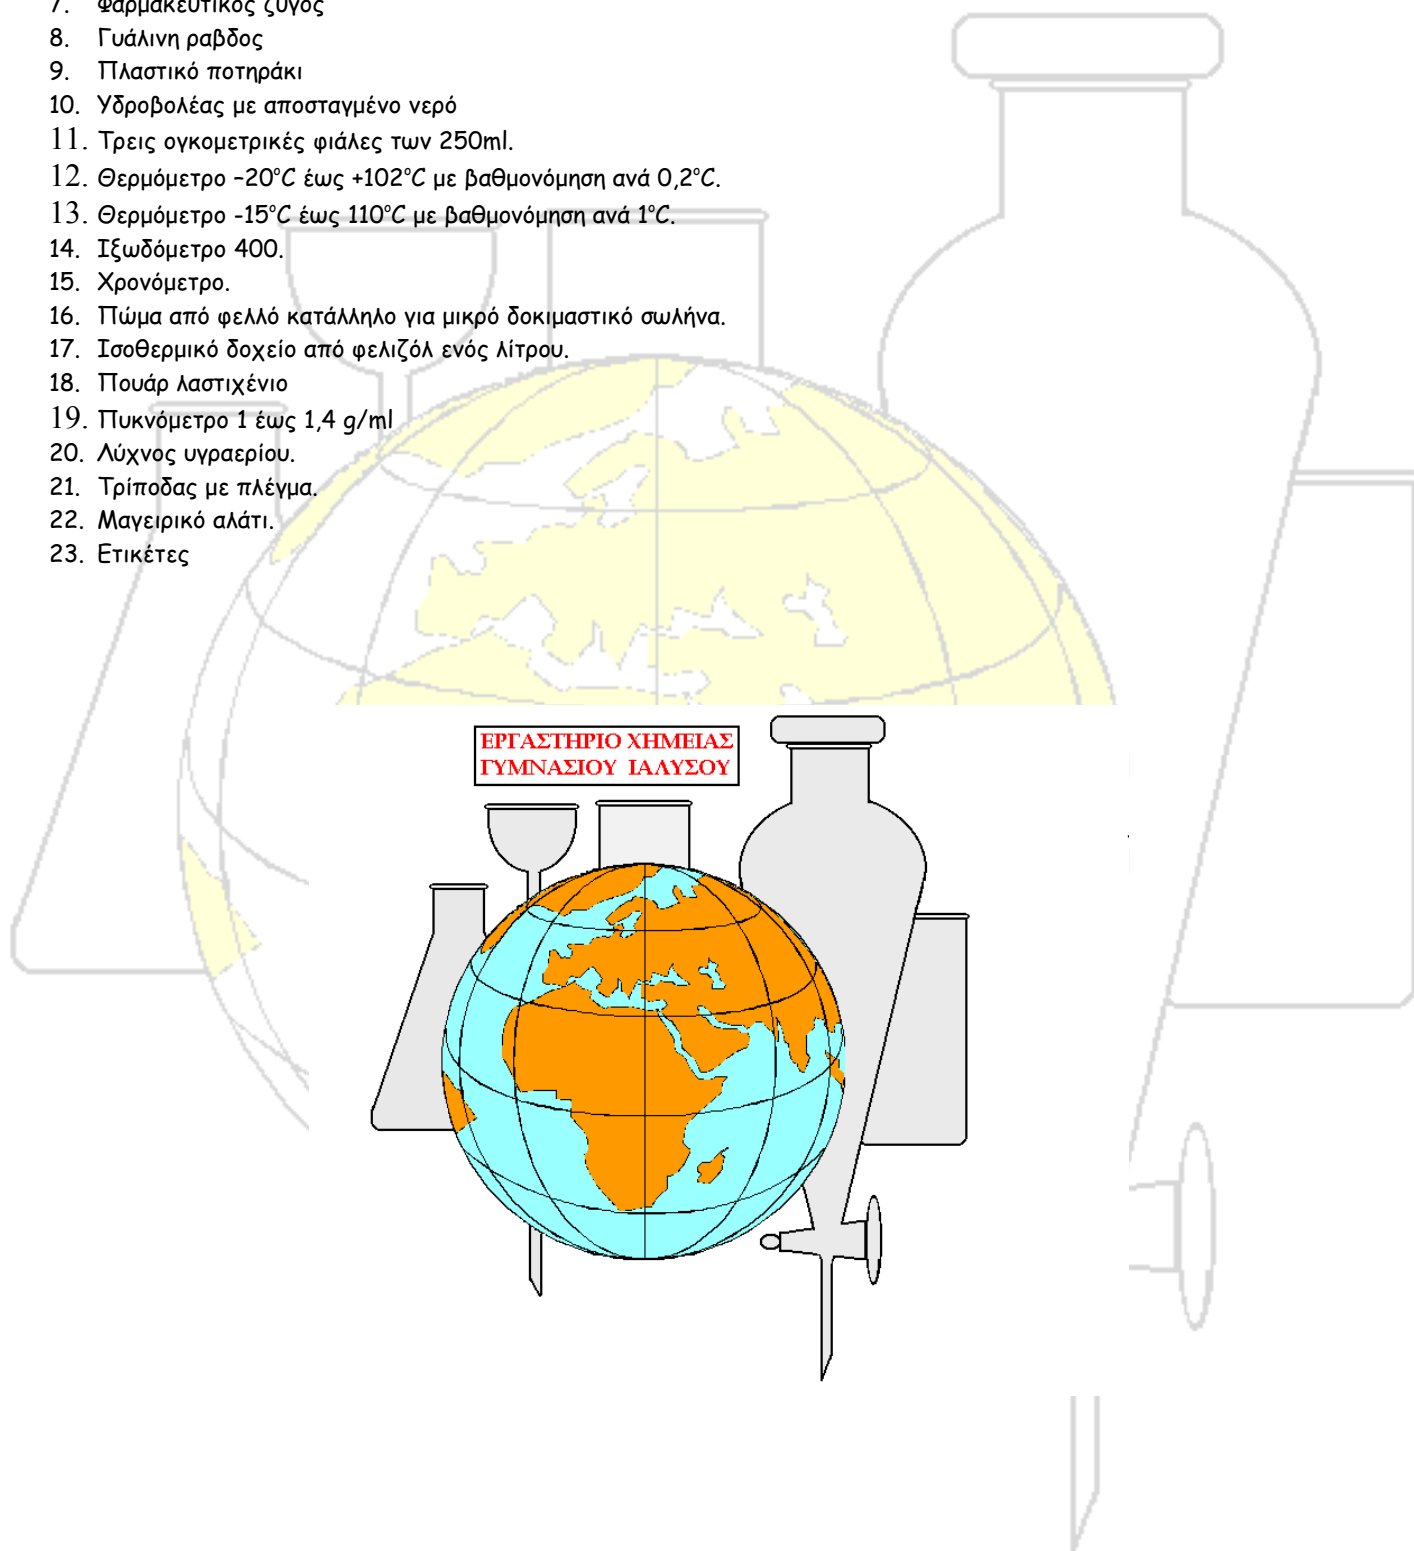 7. Φαρμακευτικός ζυγός
8. Γυάλινη ραβδος
9. Πλαστικό ποτηράκι
10. Υδροβολέας με αποσταγμένο νερό
11. Τρεις ογκομετρικές φιάλες των 250ml.
12. Θερμόμετρο –20°C έως +102°C με βαθμονόμηση ανά 0,2°C.
13. Θερμόμετρο -15°C έως 110°C με βαθμονόμηση ανά 1°C.
14. Ιξωδόμετρο 400.
15. Χρονόμετρο.
16. Πώμα από φελλό κατάλληλο για μικρό δοκιμαστικό σωλήνα.
17. Ισοθερμικό δοχείο από φελιζόλ ενός λίτρου.
18. Πουάρ λαστιχένιο
19. Πυκνόμετρο 1 έως 1,4 g/ml
20. Λύχνος υγραερίου.
21. Τρίποδας με πλέγμα.
22. Μαγειρικό αλάτι.
23. Ετικέτες
ΕΡΓΑΣΤΗΡΙΟ ΧΗΜΕΙΑΣ
ΓΥΜΝΑΣΙΟΥ ΙΑΛΥΣΟΥ